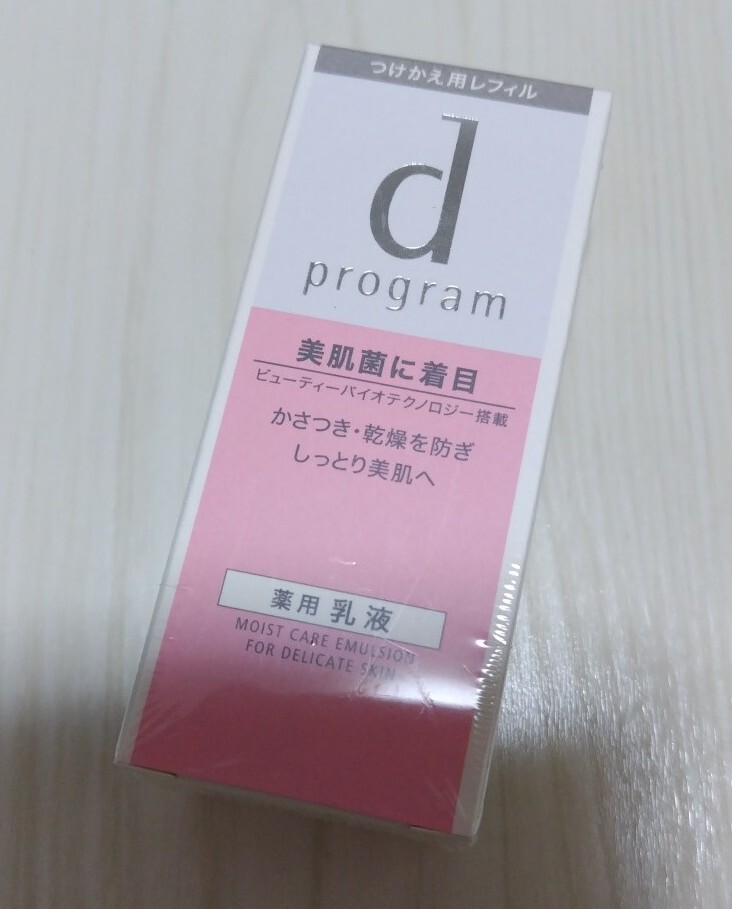 つけかえ用レフィル
d
program
美肌菌に着目
ビューティーバイオテクノロジー搭載
かさつき・乾燥を防ぎ
しっとり美肌へ
薬用 乳液
MOIST CARE EMULSION
FOR DELICATE SKIN